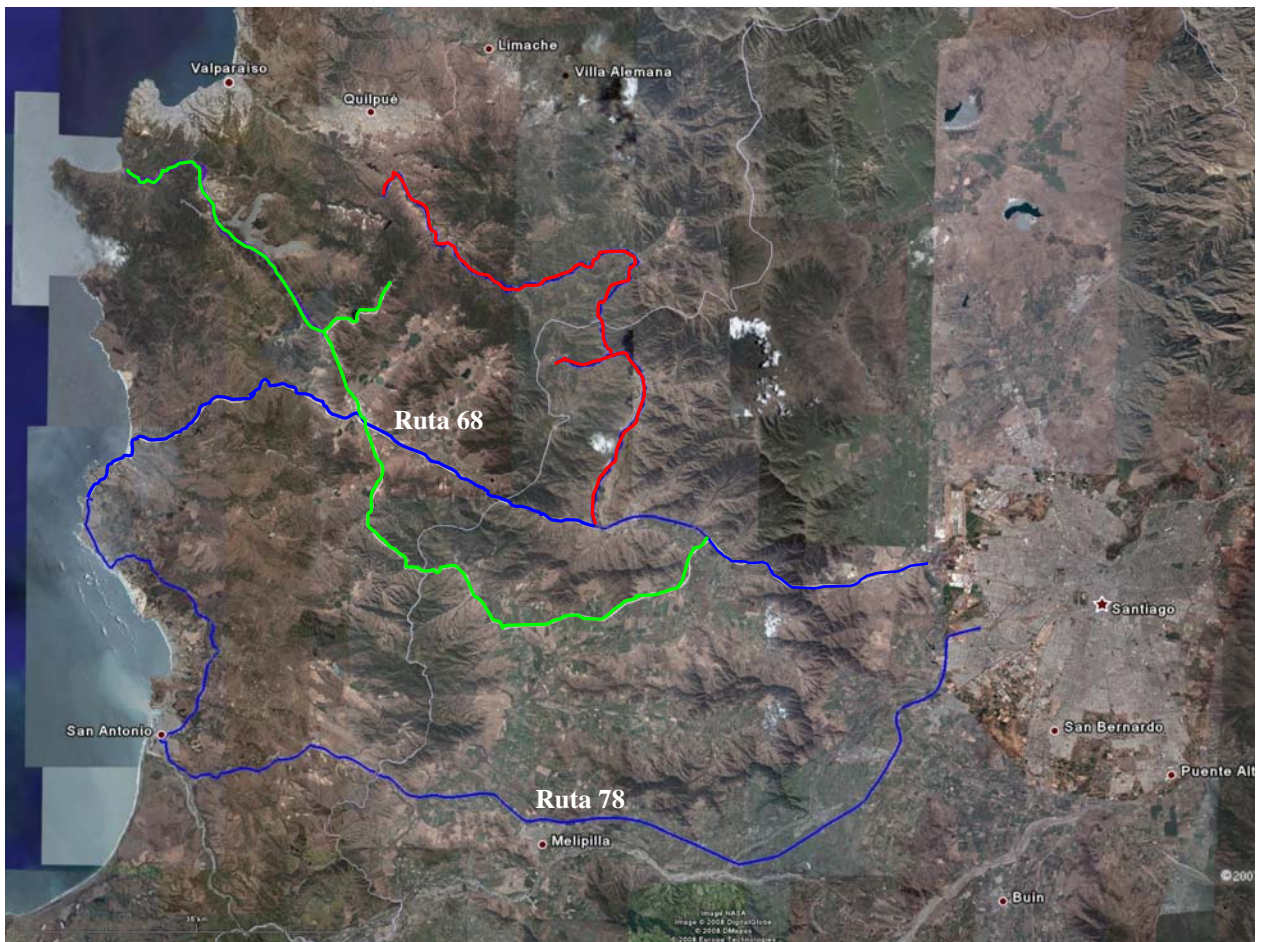 Limache
Valparaiso
Villa Alemana
Quilpué
Ruta 68
Santiago
San Antonio
San Bernardo
Puente Alt
Ruta 78
Melipilla
©200
Buin
Image NASA
Image © 2008 DigitalGlobe
© 2008 DMapas
© 2008 Europa Technologies